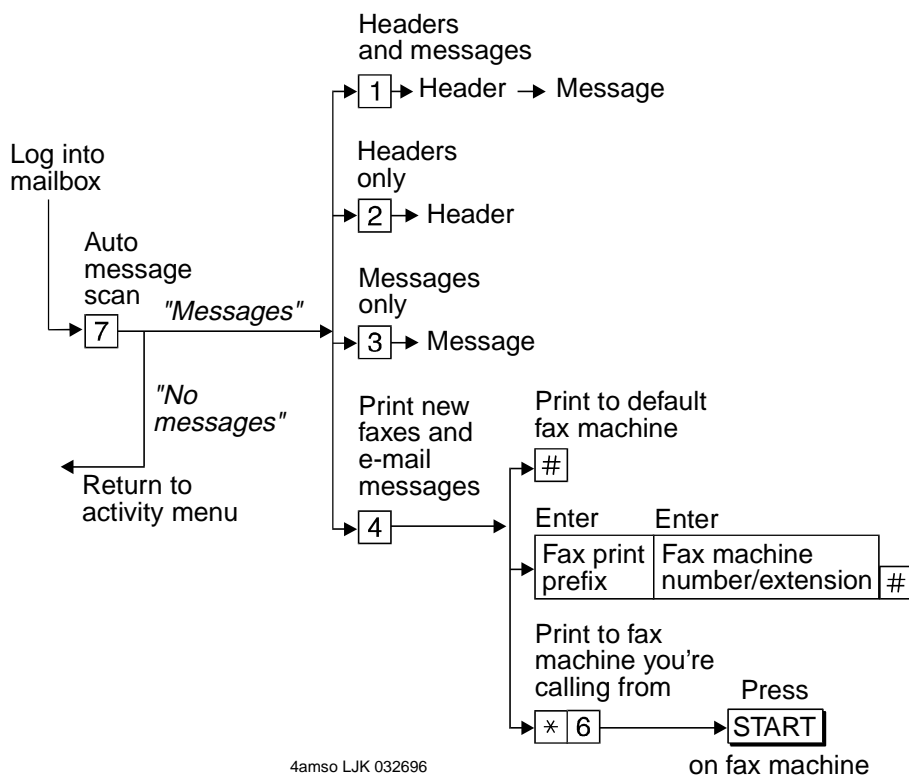 Headers
and messages
1
Header
Message
Log into
mailbox
Headers
only
2
Header
Auto
message
scan
7
"Messages"
Messages
only
3
Message
"No
messages"
Return to
activity menu
Print new
faxes and
e-mail
messages
4
Print to default
fax machine
#
Enter
Enter
Fax print
prefix
Fax machine
number/extension
#
Print to fax
machine you're
calling from
* 6
Press
START
on fax machine
4amso LJK 032696